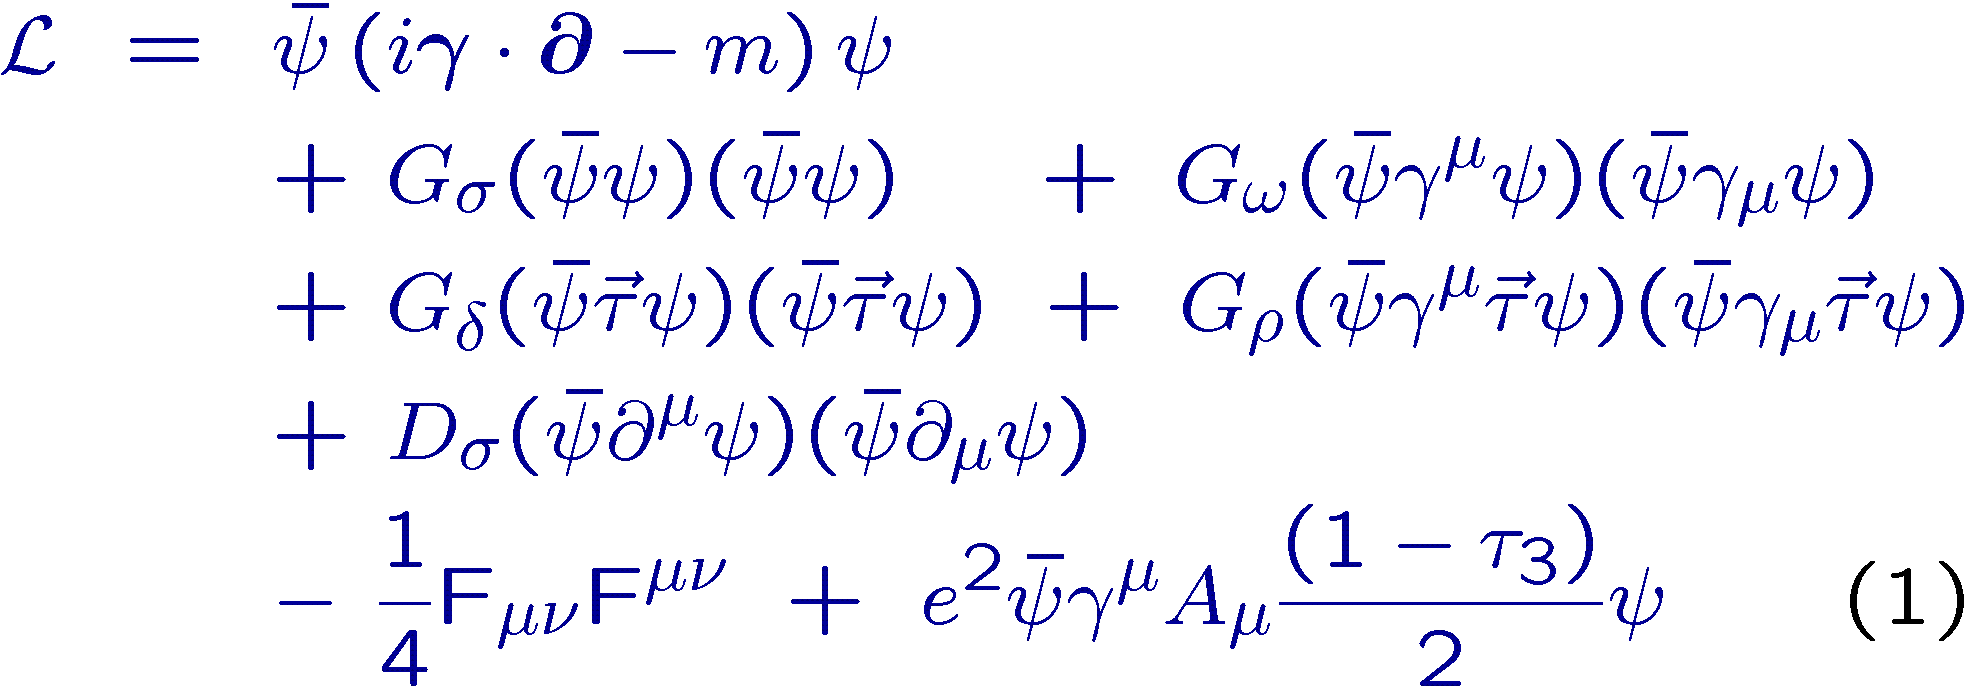 ℒ = ψ̄ (i𝛄 · 𝛛 − m) ψ
+ G_σ(ψ̄ψ)(ψ̄ψ) + G_ω(ψ̄γ^μψ)(ψ̄γ_μψ)
+ G_δ(ψ̄τ⃗ψ)(ψ̄τ⃗ψ) + G_ρ(ψ̄γ^μτ⃗ψ)(ψ̄γ_μτ⃗ψ)
+ D_σ(ψ̄∂^μψ)(ψ̄∂_μψ)
− 1/4 F_μν F^μν + e²ψ̄γ^μA_μ (1 − τ₃)/2 ψ (1)